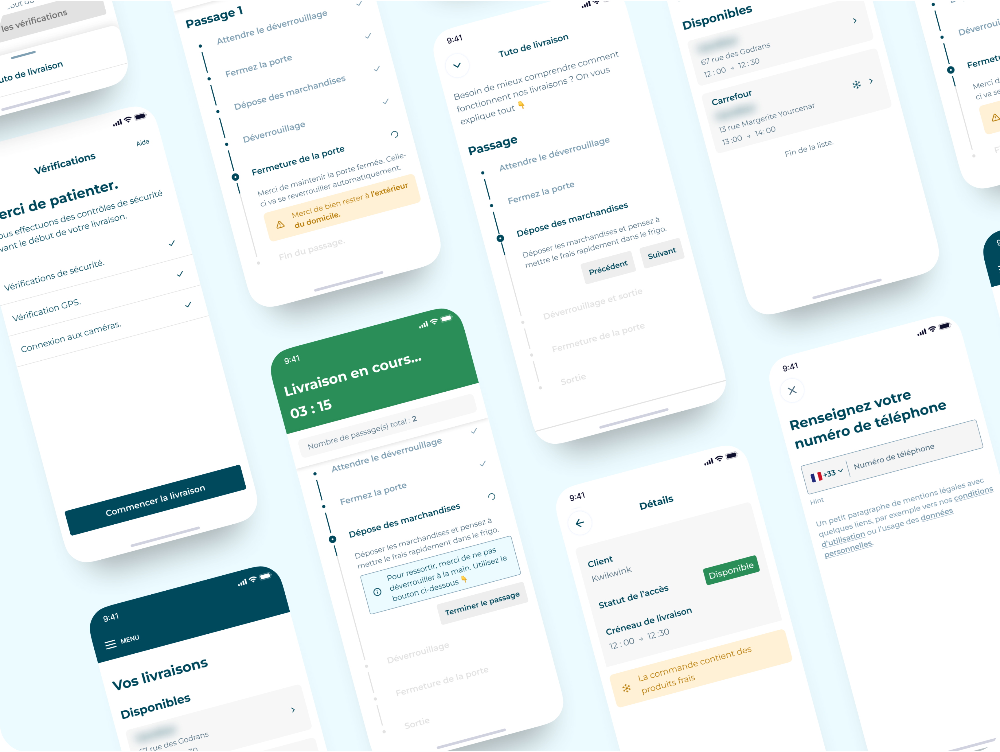 les vérifications
Tuto de livraison
Vérifications
Aide
Merci de patienter.
Nous effectuons des contrôles de sécurité
avant le début de votre livraison.
Vérifications de sécurité.
Vérification GPS.
Connexion aux caméras.
Commencer la livraison
9:41
MENU
Vos livraisons
Disponibles
67 rue des Godrans
Passage 1
Attendre le déverrouillage
Fermez la porte
Dépose des marchandises
Déverrouillage
Fermeture de la porte
Merci de maintenir la porte fermée. Celle-
ci va se reverrouiller automatiquement.
Merci de bien rester à l’extérieur
du domicile.
Fin du passage.
9:41
Livraison en cours...
03 : 15
Nombre de passage(s) total : 2
Attendre le déverrouillage
Fermez la porte
Dépose des marchandises
Déposer les marchandises et pensez à
mettre le frais rapidement dans le frigo.
Pour ressortir, merci de ne pas
déverrouiller à la main. Utilisez le
bouton ci-dessous 👇
Terminer le passage
Déverrouillage
Fermeture de la porte
Sortie
9:41
Tuto de livraison
Besoin de mieux comprendre comment
fonctionnent nos livraisons ? On vous
explique tout 👇
Passage
Attendre le déverrouillage
Fermez la porte
Dépose des marchandises
Déposer les marchandises et pensez à
mettre le frais rapidement dans le frigo.
Précédent
Suivant
Déverrouillage et sortie
Fermeture de la porte
Sortie
9:41
Détails
Client
Kwikwink
Statut de l’accès
Disponible
Créneau de livraison
12 : 00 → 12 :30
La commande contient des
produits frais
Disponibles
67 rue des Godrans
12 : 00 → 12 : 30
Carrefour
13 rue Margerite Yourcenar
13 :00 → 14: 00
Fin de la liste.
9:41
Renseignez votre
numéro de téléphone
+33
Numéro de téléphone
Hint
Un petit paragraphe de mentions légales avec
quelques liens, par exemple vers nos conditions
d’utilisation ou l’usage des données
personnelles.
Déverroui
Fermetu
Merci d
ci va se